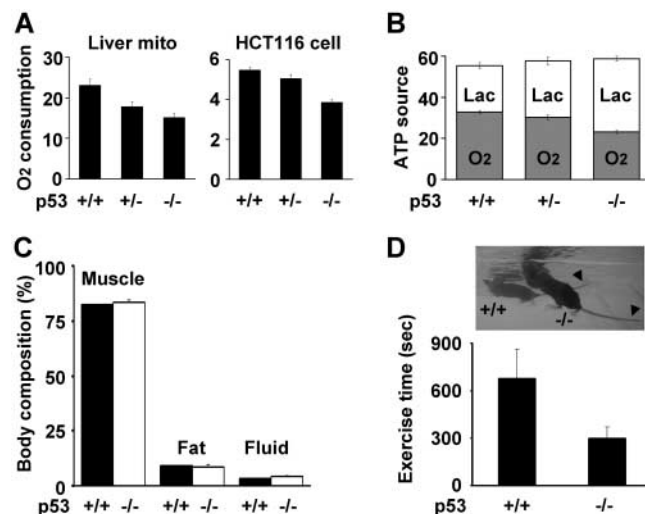 A
Liver mito
HCT116 cell
O2 consumption
30
20
10
0
6
4
2
0
p53 +/+ +/- -/- +/+ +/- -/-
B
ATP source
60
40
20
0
Lac Lac Lac
O2 O2 O2
p53 +/+ +/- -/-
C
Body composition (%)
100
75
50
25
0
Muscle
Fat Fluid
p53 +/+ -/- +/+ -/- +/+ -/-
D
+/+
-/-
Exercise time (sec)
900
600
300
0
p53 +/+ -/-